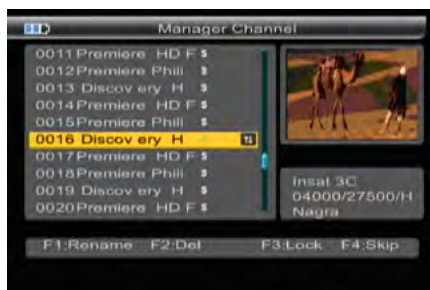 Manager Channel
0011 Premiere HD F $
0012 Premiere Phili $
0013 Discov ery H $
0014 Premiere HD F $
0015 Premiere Phili $
0016 Discov ery H
0017 Premiere HD F $
0018 Premiere Phili $
0019 Discov ery H $
0020 Premiere HD F $
Insat 3C
04000/27500/H
Nagra
F1:Rename F2:Del F3:Lock F4:Skip